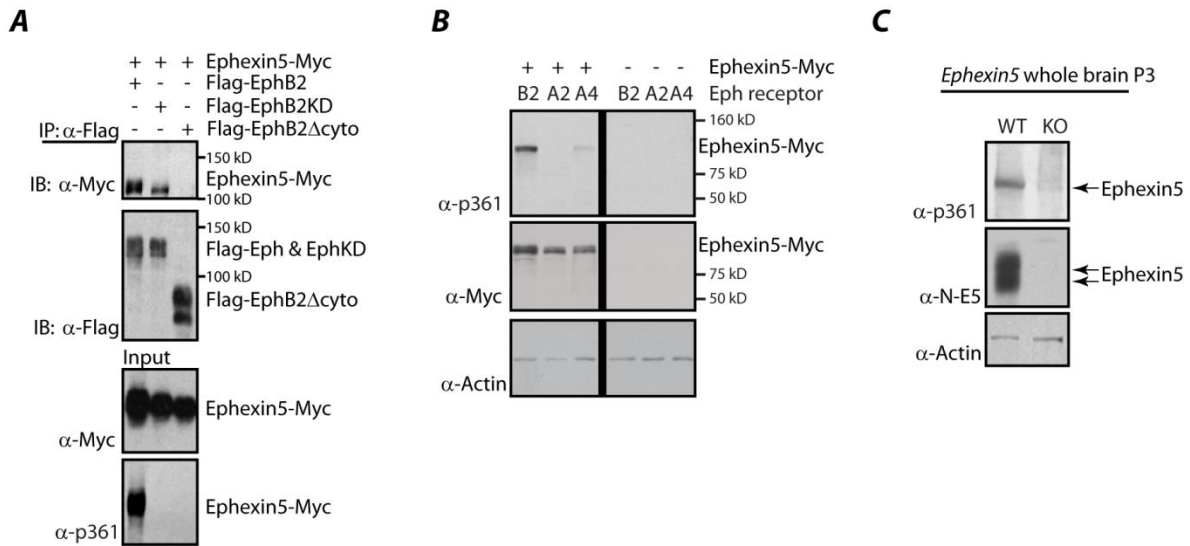 A
+ + + Ephexin5-Myc
+ - - Flag-EphB2
- + - Flag-EphB2KD
IP: α-Flag - - + Flag-EphB2Δcyto
150 kD
IB: α-Myc Ephexin5-Myc
100 kD
150 kD
Flag-Eph & EphKD
100 kD
Flag-EphB2Δcyto
IB: α-Flag
Input
Ephexin5-Myc
α-Myc
Ephexin5-Myc
α-p361
B
+ + + - - - Ephexin5-Myc
B2 A2 A4 B2 A2 A4 Eph receptor
160 kD
Ephexin5-Myc
75 kD
50 kD
α-p361
Ephexin5-Myc
75 kD
50 kD
α-Myc
α-Actin
C
Ephexin5 whole brain P3
WT KO
Ephexin5
α-p361
Ephexin5
α-N-E5
α-Actin